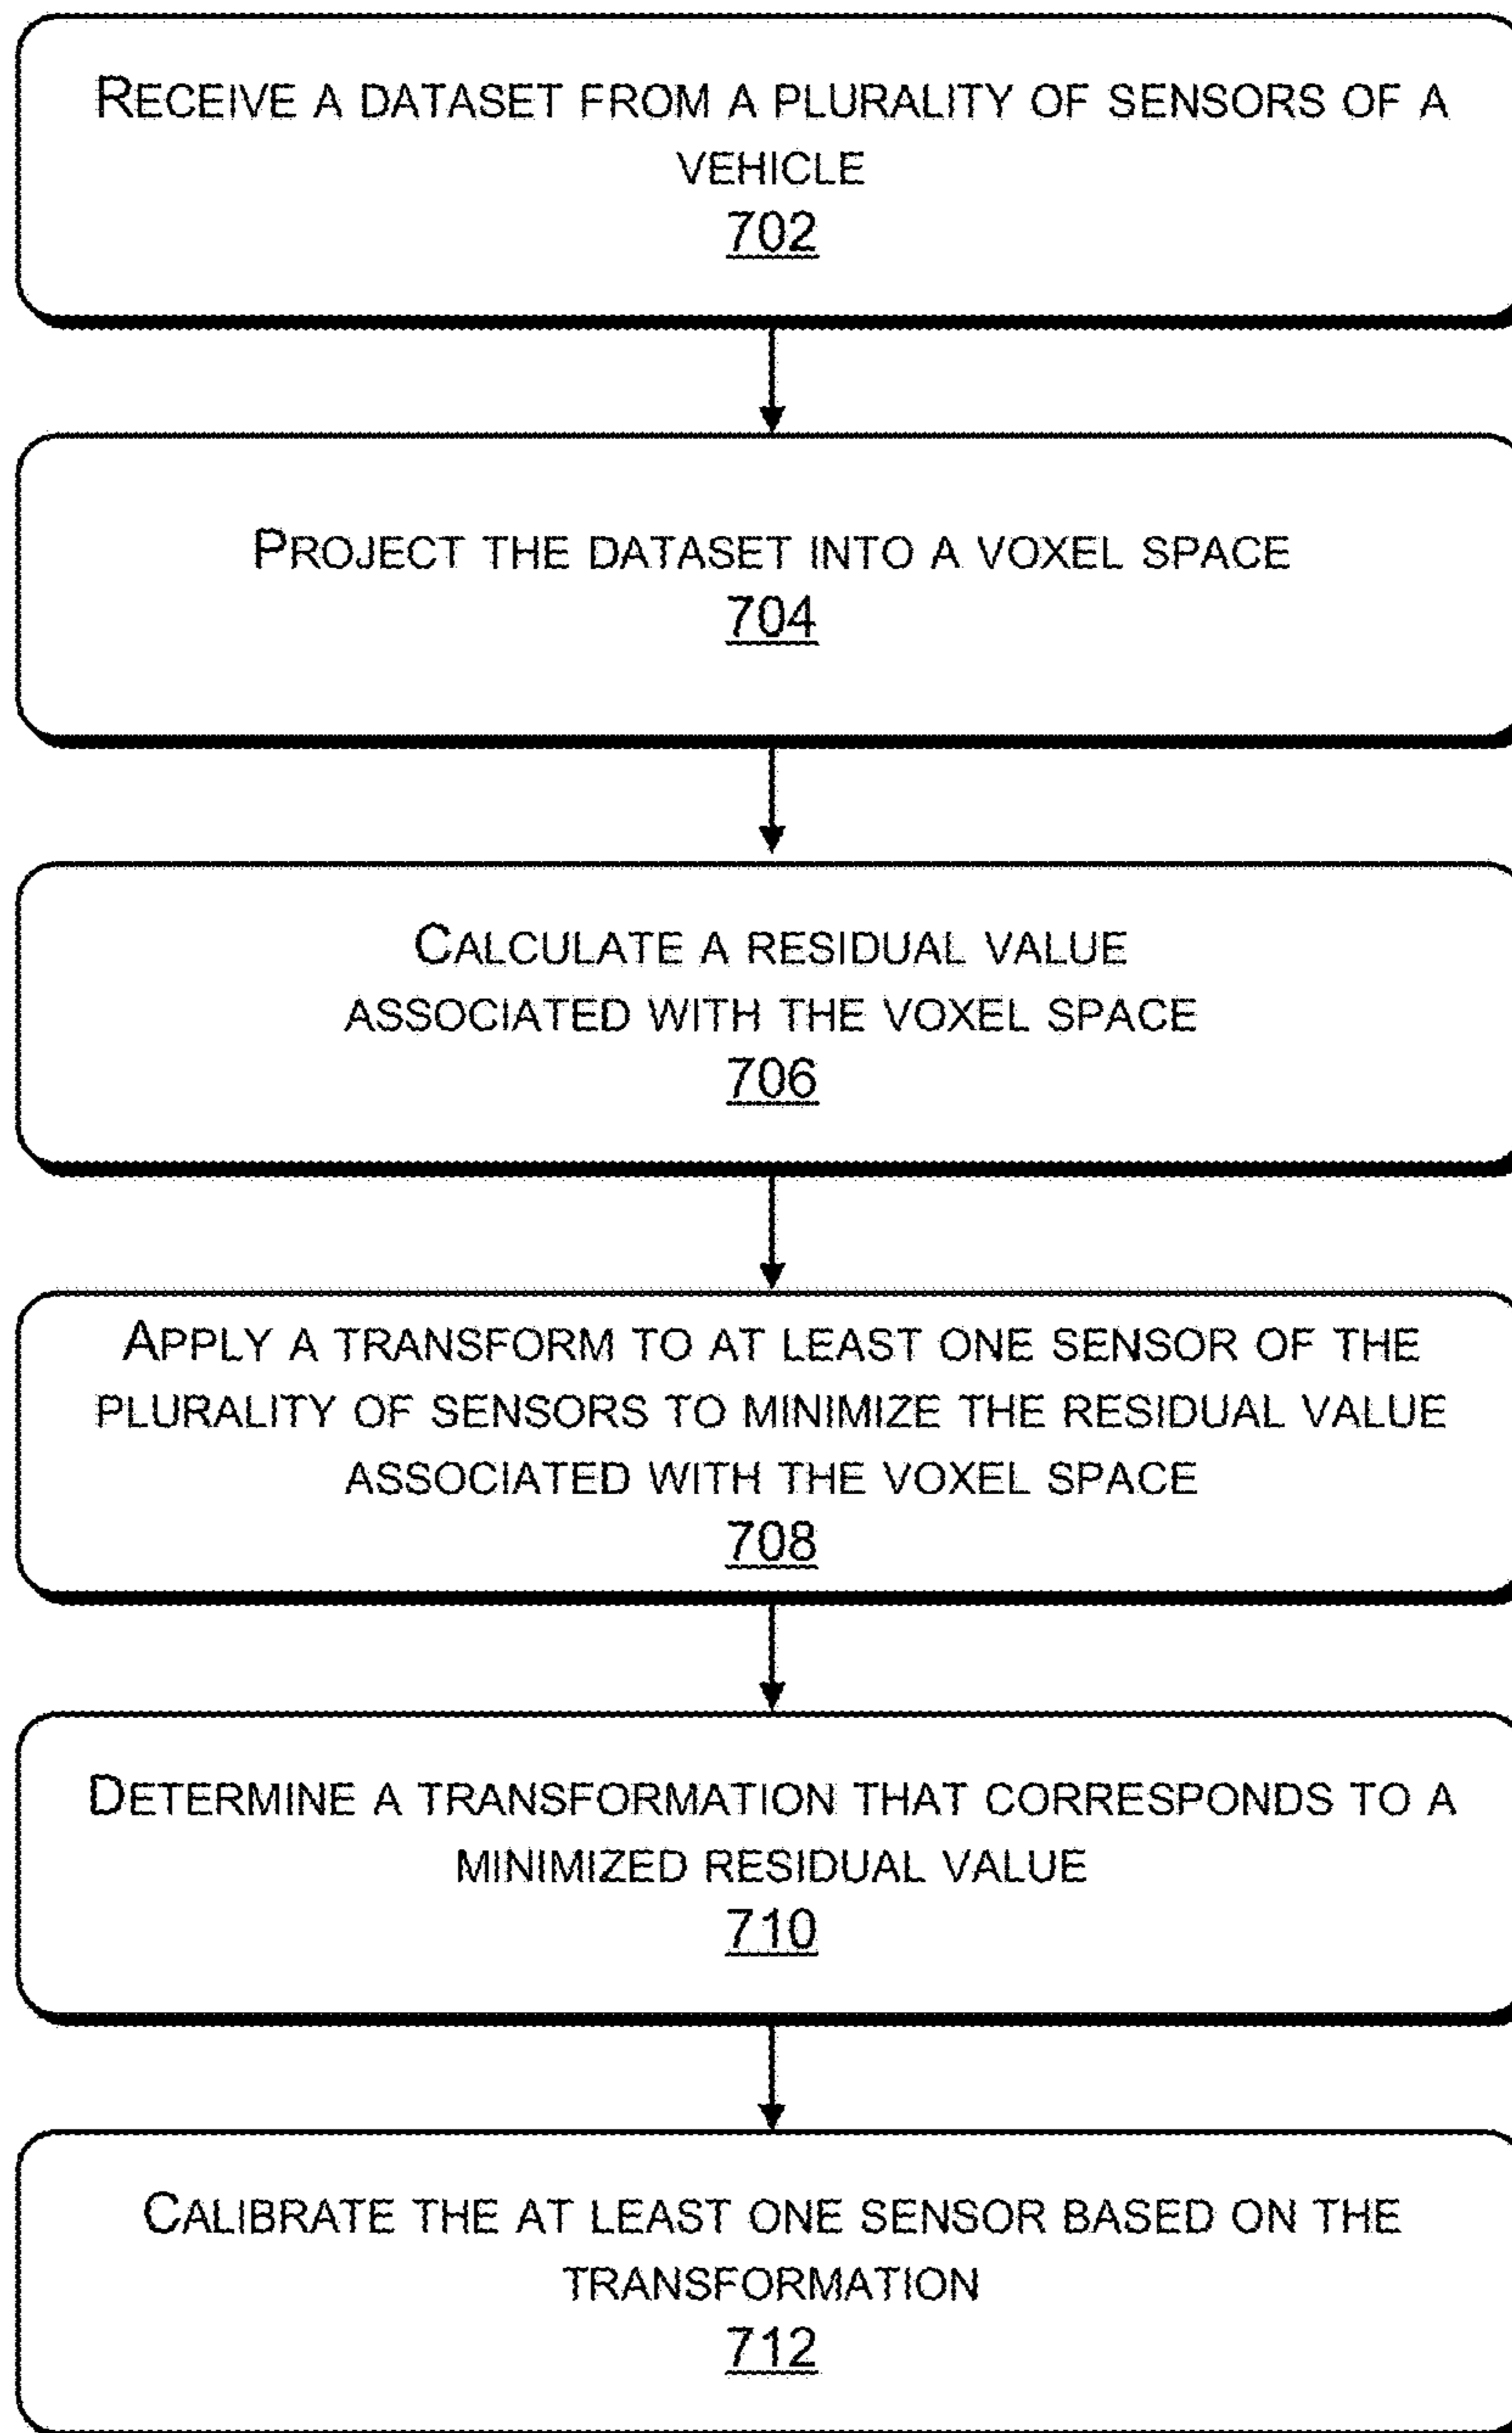 RECEIVE A DATASET FROM A PLURALITY OF SENSORS OF A
VEHICLE
702
PROJECT THE DATASET INTO A VOXEL SPACE
704
CALCULATE A RESIDUAL VALUE
ASSOCIATED WITH THE VOXEL SPACE
706
APPLY A TRANSFORM TO AT LEAST ONE SENSOR OF THE
PLURALITY OF SENSORS TO MINIMIZE THE RESIDUAL VALUE
ASSOCIATED WITH THE VOXEL SPACE
708
DETERMINE A TRANSFORMATION THAT CORRESPONDS TO A
MINIMIZED RESIDUAL VALUE
710
CALIBRATE THE AT LEAST ONE SENSOR BASED ON THE
TRANSFORMATION
712